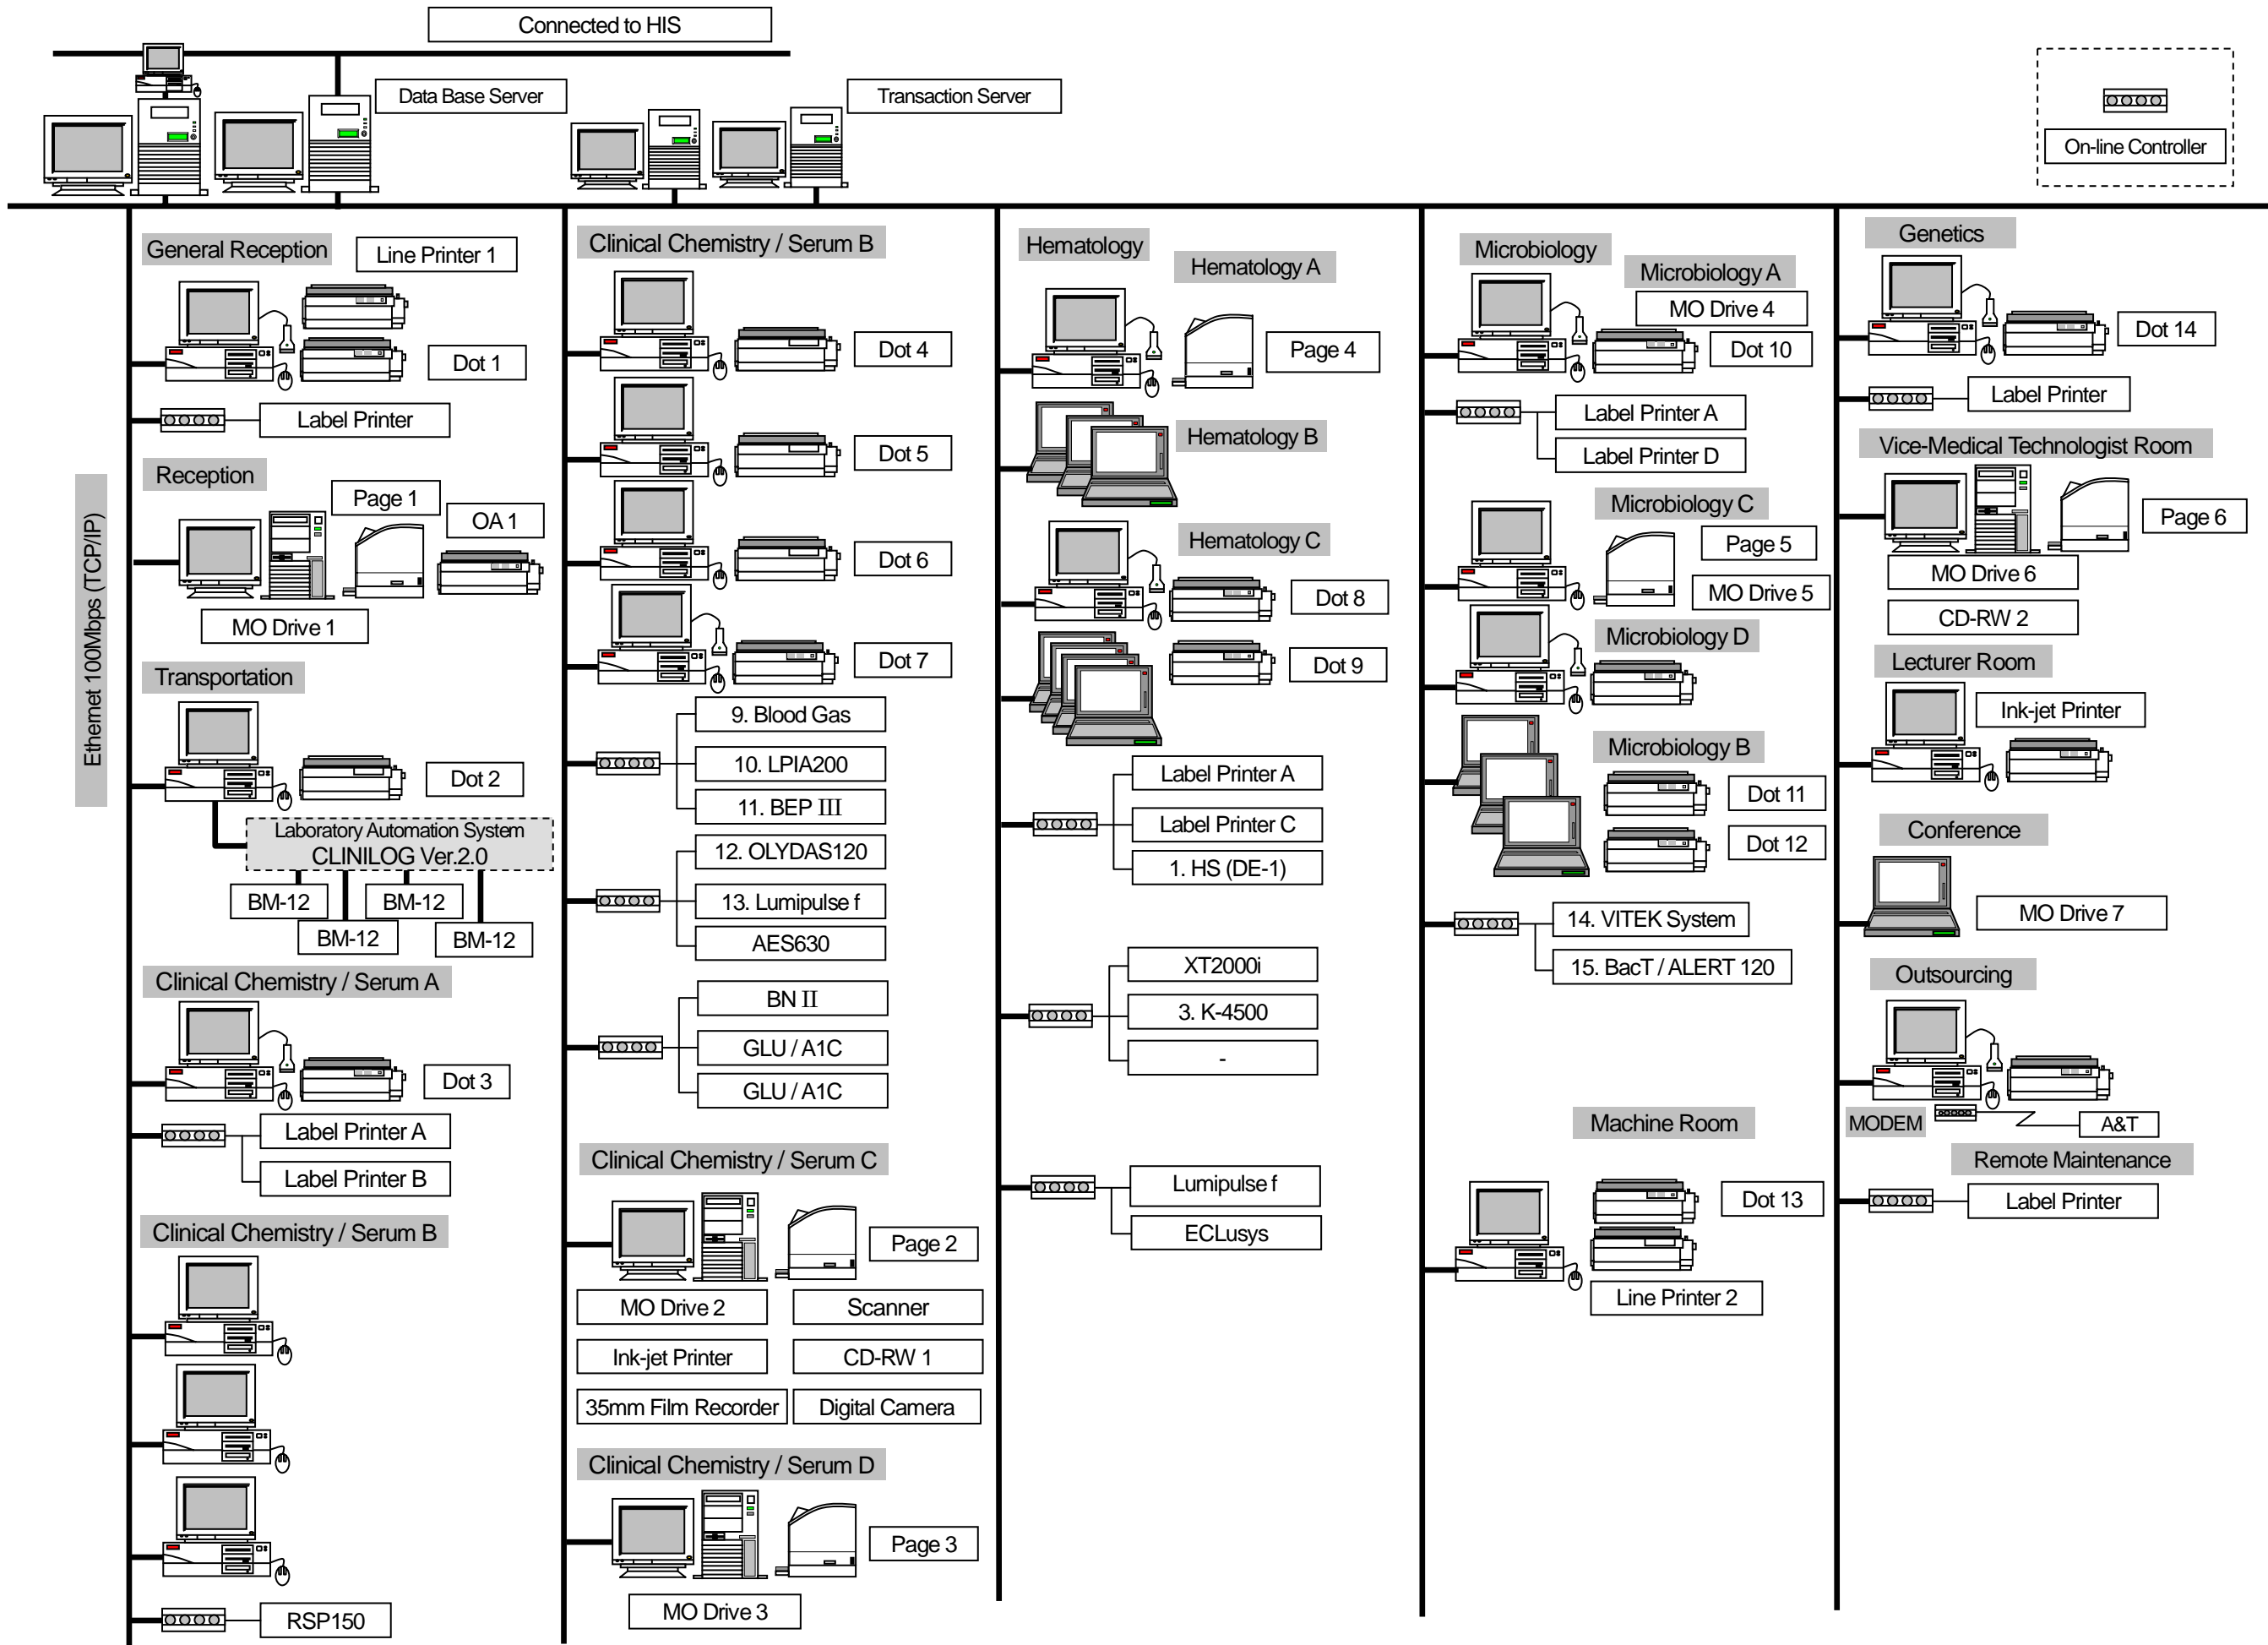 Connected to HIS
Data Base Server
Transaction Server
On-line Controller
Ethernet 100Mbps (TCP/IP)
General Reception
Line Printer 1
Dot 1
Label Printer
Reception
Page 1
OA 1
MO Drive 1
Transportation
Dot 2
Laboratory Automation System
CLINILOG Ver.2.0
BM-12
BM-12
BM-12
BM-12
Clinical Chemistry / Serum A
Dot 3
Label Printer A
Label Printer B
Clinical Chemistry / Serum B
RSP150
Clinical Chemistry / Serum B
Dot 4
Dot 5
Dot 6
Dot 7
9. Blood Gas
10. LPIA200
11. BEP III
12. OLYDAS120
13. Lumipulse f
AES630
BN II
GLU / A1C
GLU / A1C
Clinical Chemistry / Serum C
Page 2
MO Drive 2
Scanner
Ink-jet Printer
CD-RW 1
35mm Film Recorder
Digital Camera
Clinical Chemistry / Serum D
Page 3
MO Drive 3
Hematology
Hematology A
Page 4
Hematology B
Hematology C
Dot 8
Dot 9
Label Printer A
Label Printer C
1. HS (DE-1)
XT2000i
3. K-4500
-
Lumipulse f
ECLusys
Microbiology
Microbiology A
MO Drive 4
Dot 10
Label Printer A
Label Printer D
Microbiology C
Page 5
MO Drive 5
Microbiology D
Microbiology B
Dot 11
Dot 12
14. VITEK System
15. BacT / ALERT 120
Machine Room
Dot 13
Line Printer 2
Genetics
Dot 14
Label Printer
Vice-Medical Technologist Room
Page 6
MO Drive 6
CD-RW 2
Lecturer Room
Ink-jet Printer
Conference
MO Drive 7
Outsourcing
MODEM
A&T
Remote Maintenance
Label Printer